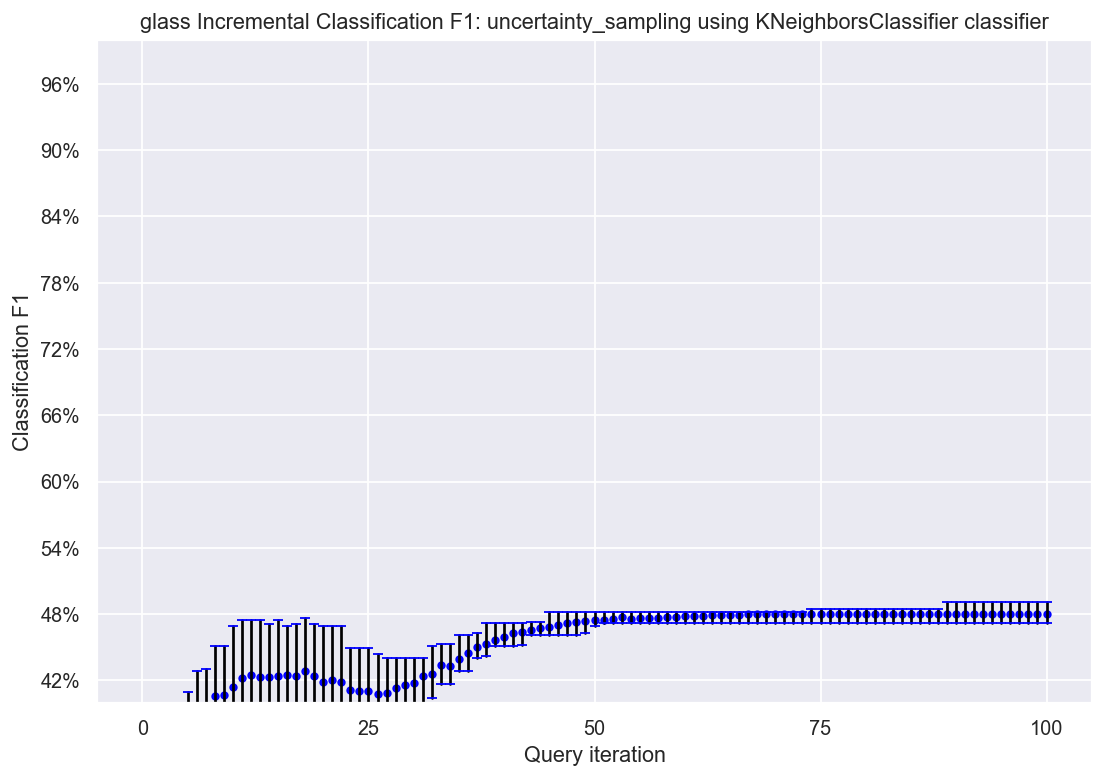 glass Incremental Classification F1: uncertainty_sampling using KNeighborsClassifier classifier
96%
90%
84%
78%
72%
66%
60%
54%
48%
42%
Classification F1
0 25 50 75 100
Query iteration